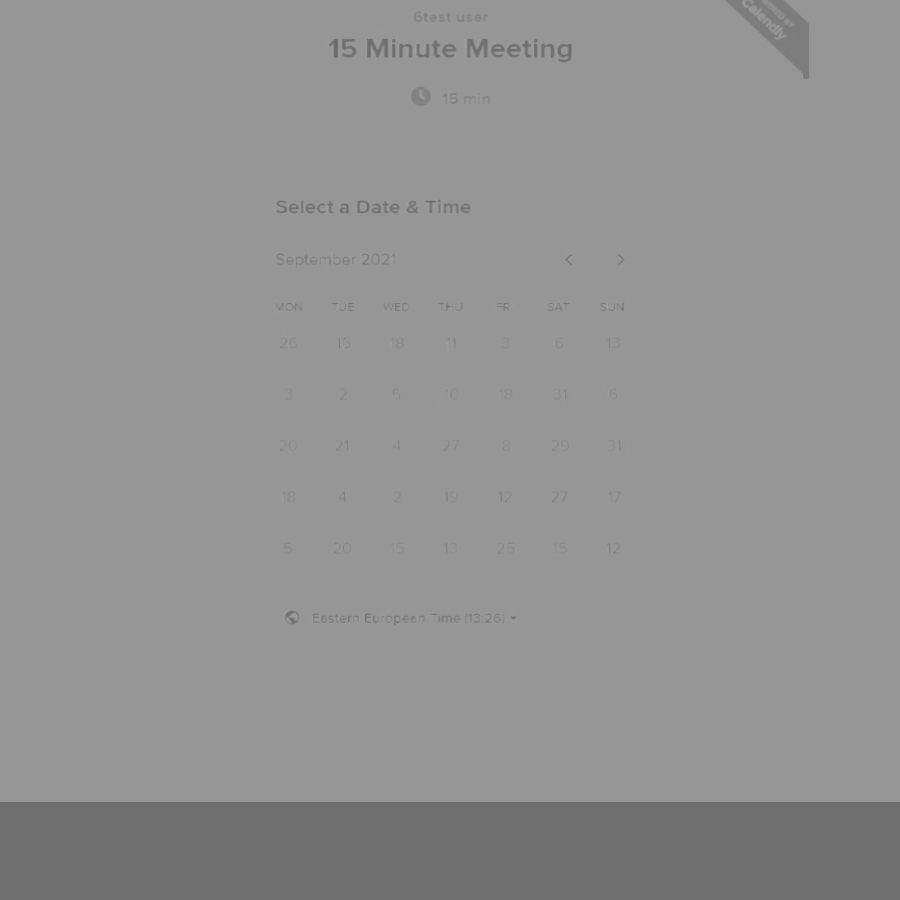 6test user
15 Minute Meeting
15 min
Calendly
Select a Date & Time
September 2021
MON TUE WED THU FRI SAT SUN
26 15 18 11 3 6 13
3 2 5 10 18 31 6
20 21 4 27 8 29 31
18 4 2 19 12 27 17
5 20 15 13 25 15 12
Eastern European Time (13:26)